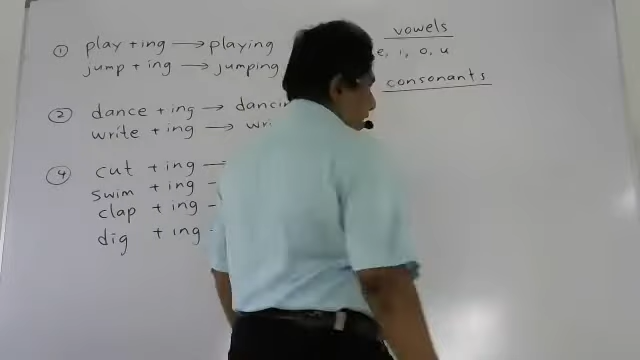 ① play + ing → playing
jump + ing → jumping
② dance + ing → danc
write + ing → wri
④ cut + ing →
swim + ing -
clap + ing -
dig + ing -
vowels
e, i, o, u
consonants